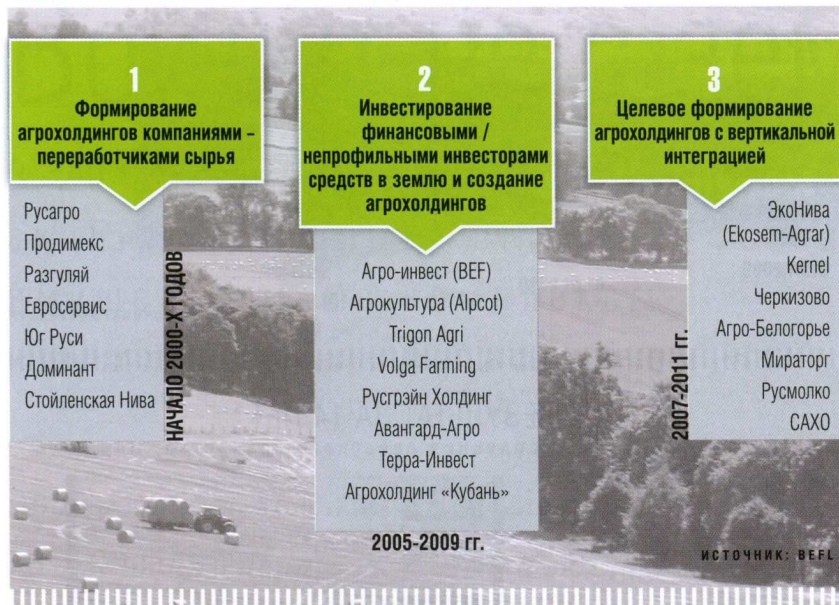 1
Формирование
агрохолдингов компаниями –
переработчиками сырья
Русагро
Продимекс
Разгуляй
Евросервис
Юг Руси
Доминант
Стойленская Нива
НАЧАЛО 2000-Х ГОДОВ
2
Инвестирование
финансовыми /
непрофильными инвесторами
средств в землю и создание
агрохолдингов
Агро-инвест (BEF)
Агрокультура (Alpcot)
Trigon Agri
Volga Farming
Русгрэйн Холдинг
Авангард-Агро
Терра-Инвест
Агрохолдинг «Кубань»
2005-2009 гг.
3
Целевое формирование
агрохолдингов с вертикальной
интеграцией
ЭкоНива
(Ekosem-Agrar)
Kernel
Черкизово
Агро-Белогорье
Мираторг
Русмолко
САХО
2007-2011 гг.
ИСТОЧНИК: BEFL